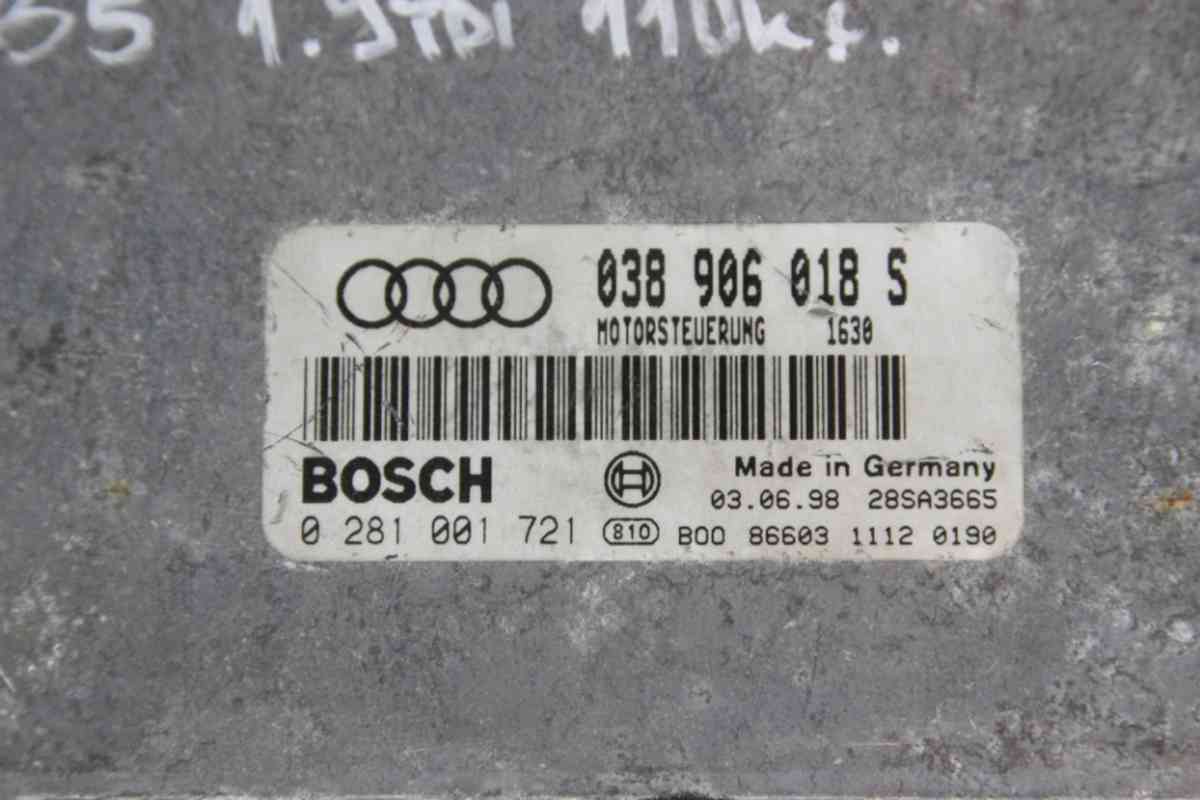 1.9TDI 110kf.
038 906 018 S
MOTORSTEUERUNG 1630
BOSCH
Made in Germany
03.06.98 28SA3665
0 281 001 721 810 B00 86603 1112 0190